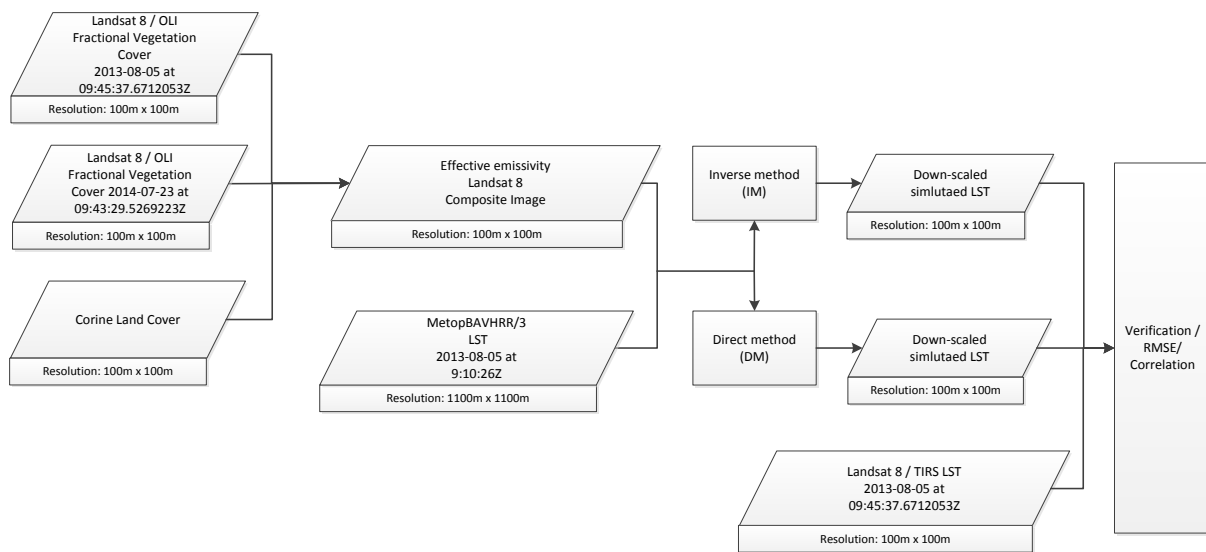 Landsat 8 / OLI
Fractional Vegetation
Cover
2013-08-05 at
09:45:37.6712053Z
Resolution: 100m x 100m
Landsat 8 / OLI
Fractional Vegetation
Cover 2014-07-23 at
09:43:29.5269223Z
Resolution: 100m x 100m
Corine Land Cover
Resolution: 100m x 100m
Effective emissivity
Landsat 8
Composite Image
Resolution: 100m x 100m
MetopBAVHRR/3
LST
2013-08-05 at
9:10:26Z
Resolution: 1100m x 1100m
Inverse method
(IM)
Direct method
(DM)
Down-scaled
simlutaed LST
Resolution: 100m x 100m
Down-scaled
simlutaed LST
Resolution: 100m x 100m
Landsat 8 / TIRS LST
2013-08-05 at
09:45:37.6712053Z
Resolution: 100m x 100m
Verification /
RMSE/
Correlation